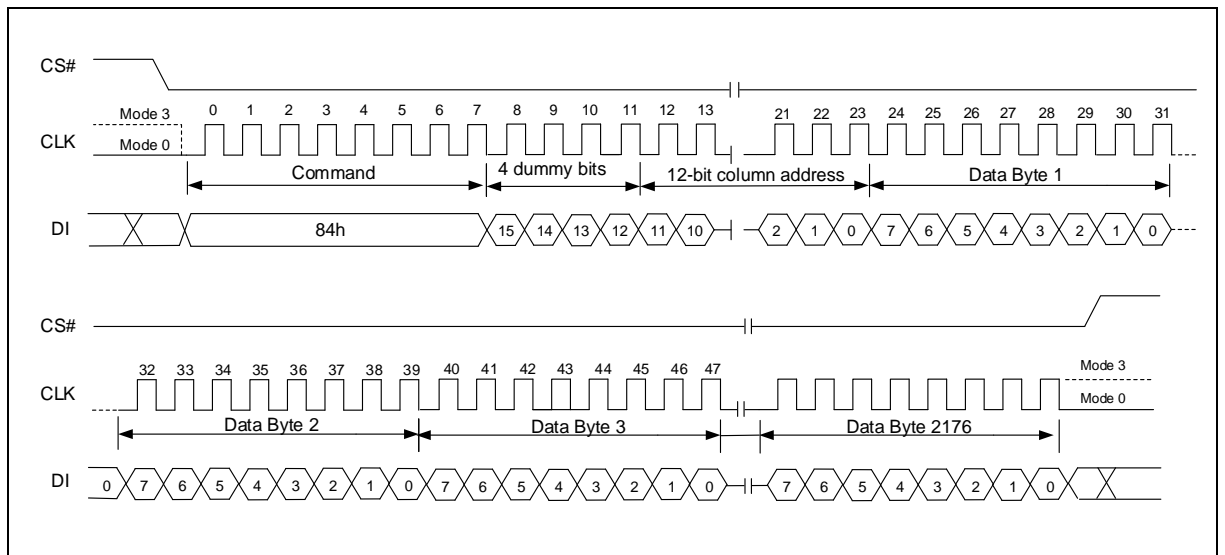 CS#
Mode 3
0 1 2 3 4 5 6 7 8 9 10 11 12 13 21 22 23 24 25 26 27 28 29 30 31
CLK
Mode 0
Command
4 dummy bits
12-bit column address
Data Byte 1
DI
84h
15 14 13 12 11 10 2 1 0 7 6 5 4 3 2 1 0
CS#
32 33 34 35 36 37 38 39 40 41 42 43 44 45 46 47
Mode 3
CLK
Mode 0
Data Byte 2
Data Byte 3
Data Byte 2176
DI
0 7 6 5 4 3 2 1 0 7 6 5 4 3 2 1 0 7 6 5 4 3 2 1 0